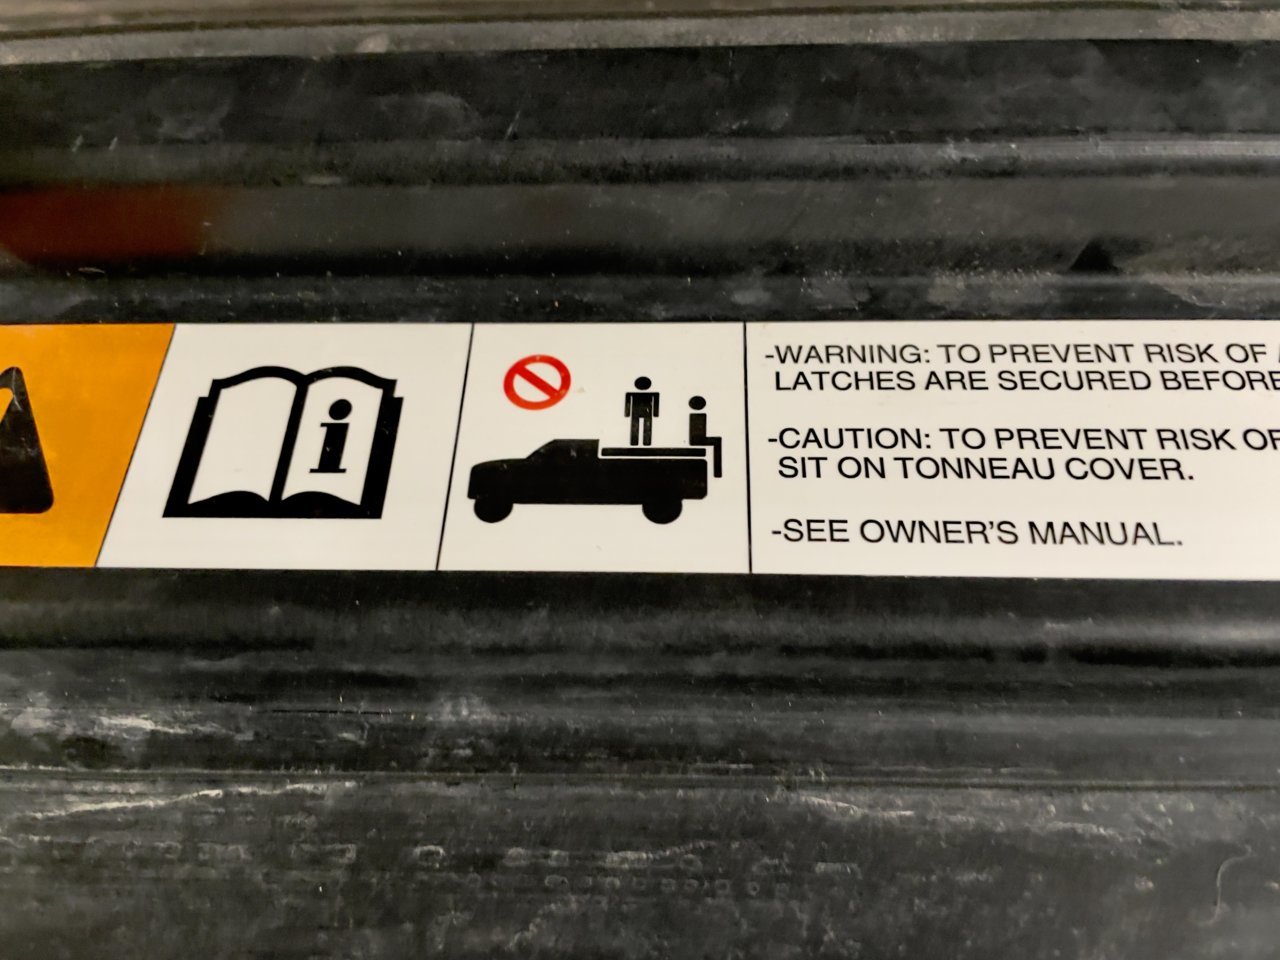 -WARNING: TO PREVENT RISK OF
LATCHES ARE SECURED BEFORE
-CAUTION: TO PREVENT RISK OF
SIT ON TONNEAU COVER.
-SEE OWNER'S MANUAL.